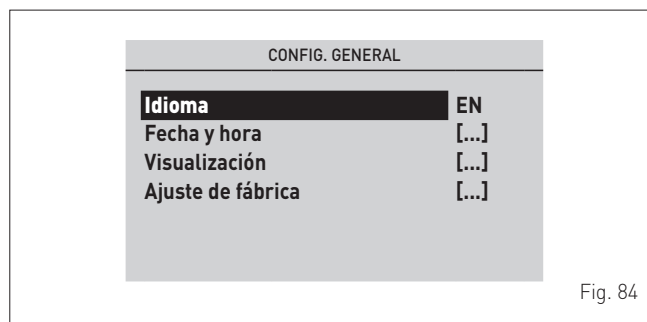 CONFIG. GENERAL
Idioma EN
Fecha y hora [...]
Visualización [...]
Ajuste de fábrica [...]
Fig. 84